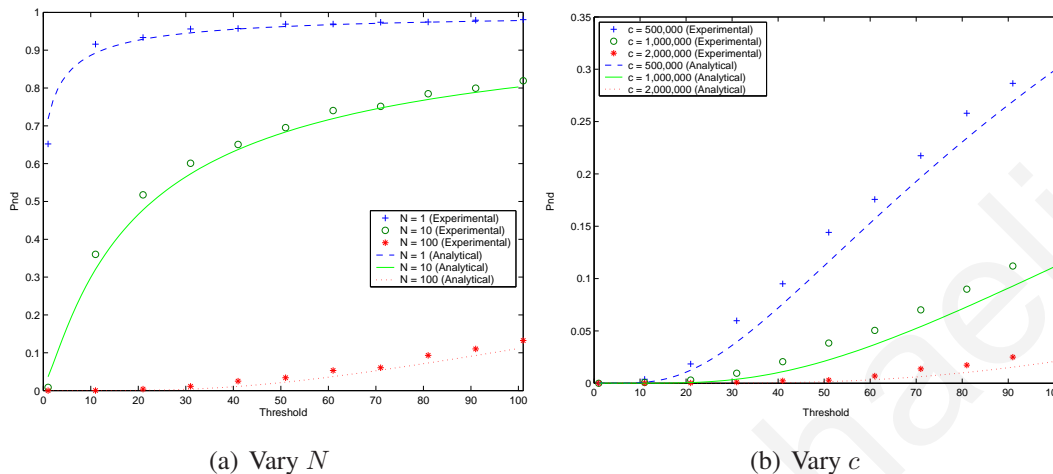 1
0.9
0.8
0.7
0.6
0.5
0.4
0.3
0.2
0.1
0
Pnd
N = 1 (Experimental)
N = 10 (Experimental)
N = 100 (Experimental)
N = 1 (Analytical)
N = 10 (Analytical)
N = 100 (Analytical)
0 10 20 30 40 50 60 70 80 90 100
Threshold
(a) Vary N
0.35
0.3
0.25
0.2
0.15
0.1
0.05
0
Pnd
c = 500,000 (Experimental)
c = 1,000,000 (Experimental)
c = 2,000,000 (Experimental)
c = 500,000 (Analytical)
c = 1,000,000 (Analytical)
c = 2,000,000 (Analytical)
0 10 20 30 40 50 60 70 80 90 100
Threshold
(b) Vary c